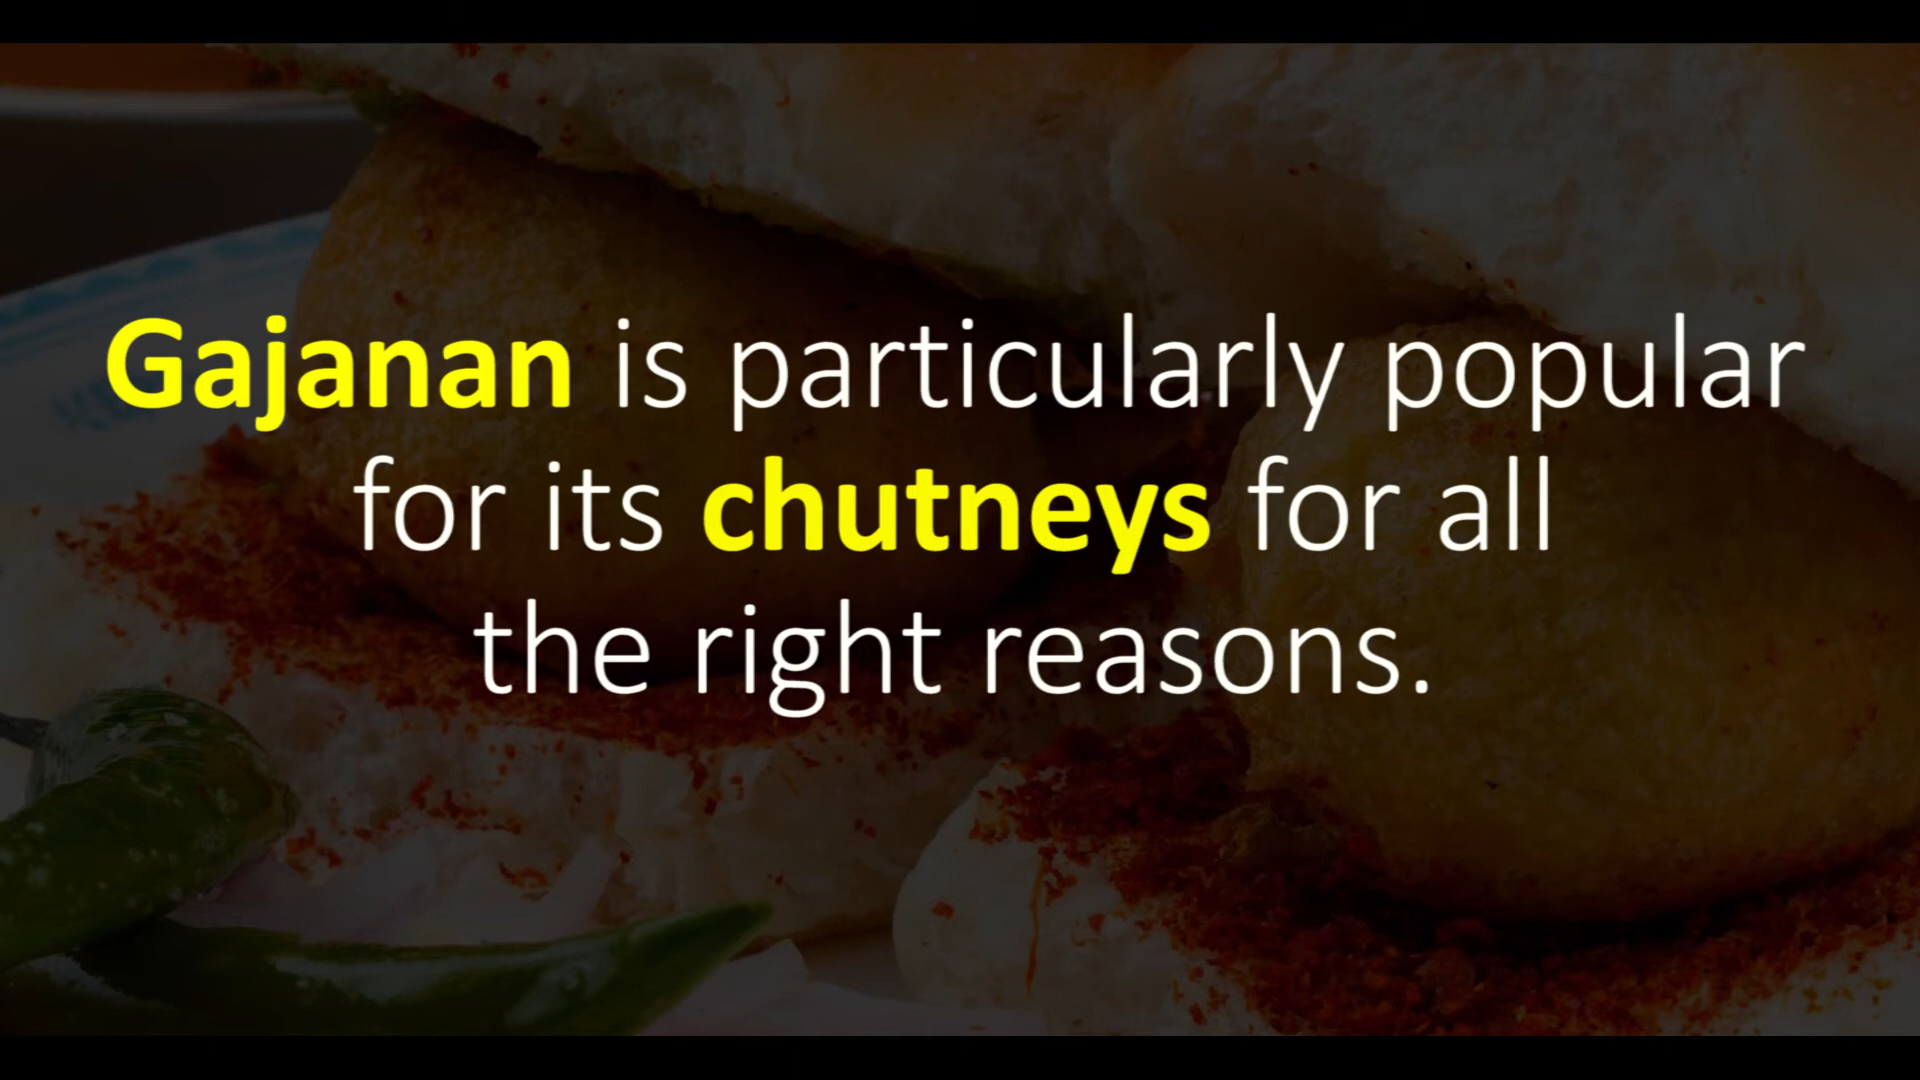 Gajanan is particularly popular
for its chutneys for all
the right reasons.